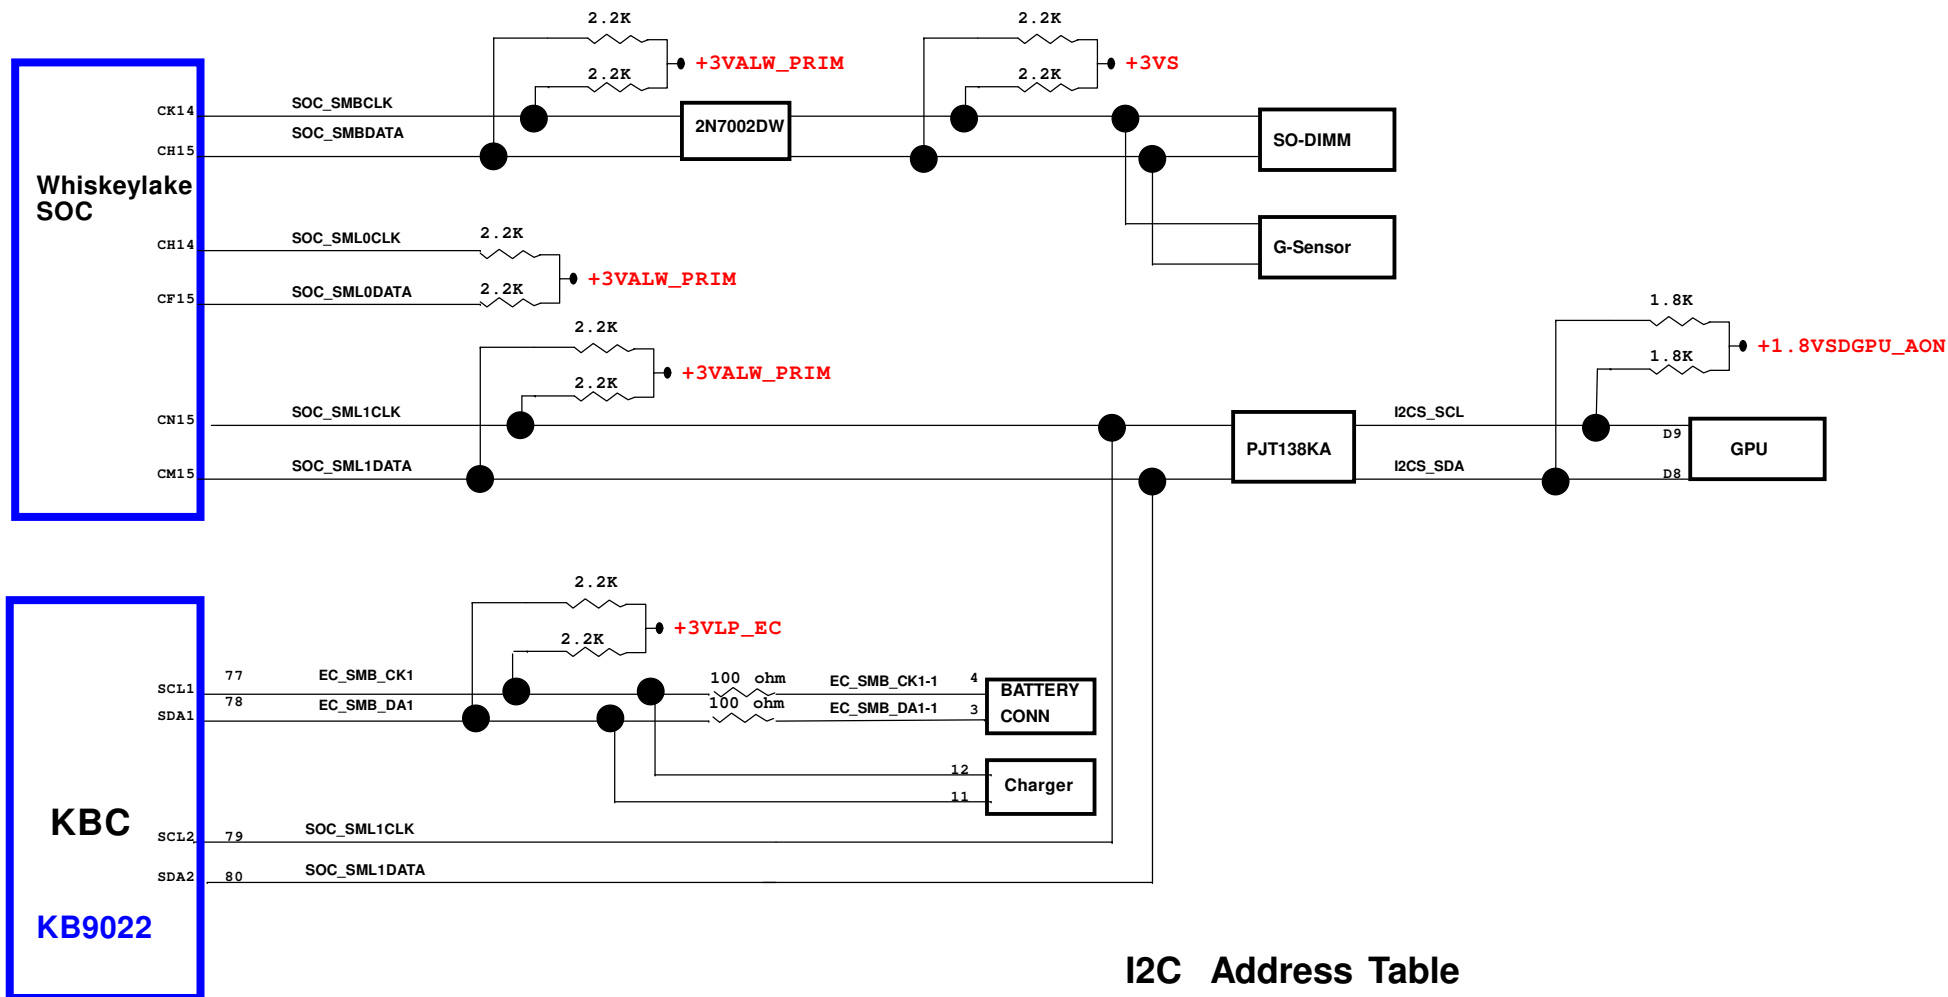 2.2K
2.2K
+3VALW_PRIM
2.2K
2.2K
+3VS
CK14
SOC_SMBCLK
SOC_SMBDATA
CH15
2N7002DW
SO-DIMM
Whiskeylake
SOC
CH14
SOC_SML0CLK
2.2K
G-Sensor
+3VALW_PRIM
CF15
SOC_SML0DATA
2.2K
2.2K
2.2K
+3VALW_PRIM
1.8K
1.8K
+1.8VSDGPU_AON
CN15
SOC_SML1CLK
CM15
SOC_SML1DATA
PJT138KA
I2CS_SCL
I2CS_SDA
D9
D8
GPU
2.2K
2.2K
+3VLP_EC
SCL1
77
EC_SMB_CK1
100 ohm
EC_SMB_CK1-1
4
SDA1
78
EC_SMB_DA1
100 ohm
EC_SMB_DA1-1
3
BATTERY
CONN
12
11
Charger
KBC
SCL2
79
SOC_SML1CLK
SDA2
80
SOC_SML1DATA
KB9022
I2C Address Table